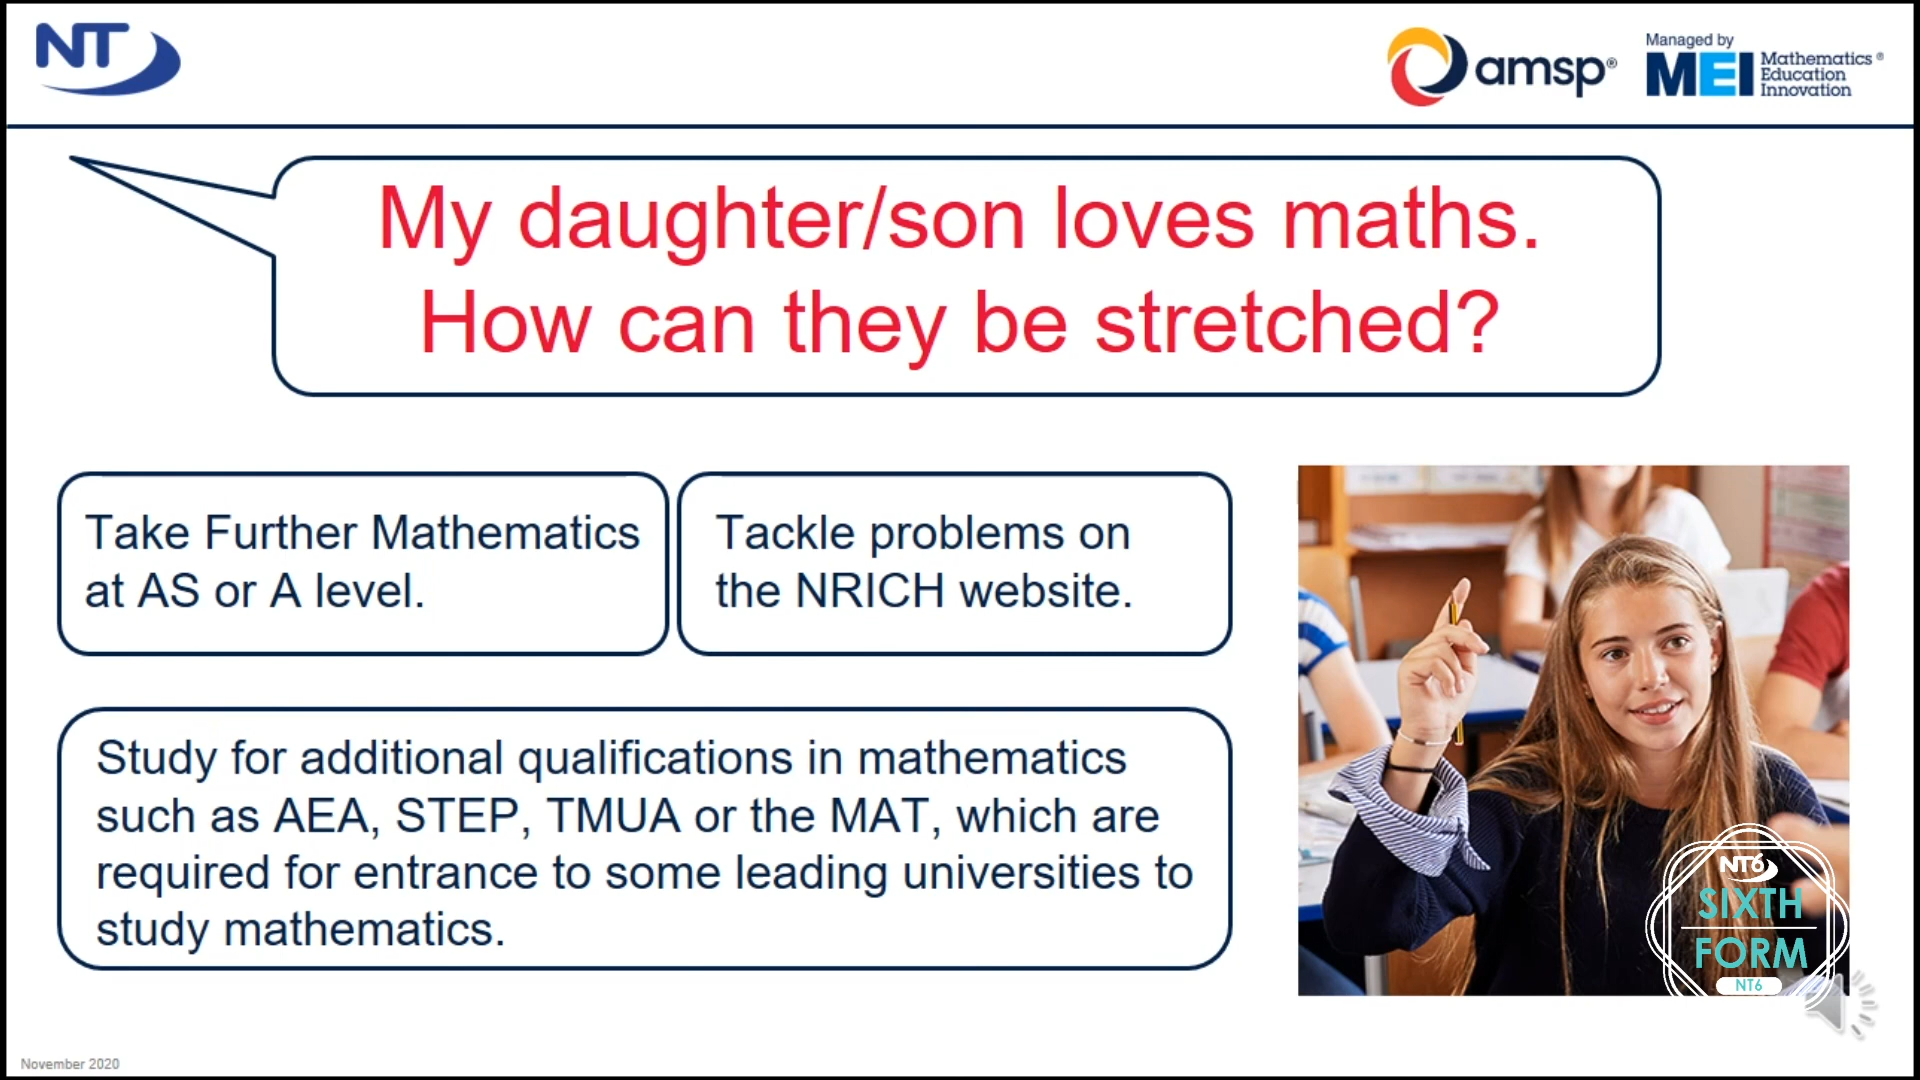 NT
amsp®
Managed by
MEI Mathematics ®
Education
Innovation
My daughter/son loves maths.
How can they be stretched?
Take Further Mathematics
at AS or A level.
Tackle problems on
the NRICH website.
Study for additional qualifications in mathematics
such as AEA, STEP, TMUA or the MAT, which are
required for entrance to some leading universities to
study mathematics.
NT6
SIXTH
FORM
NT6
November 2020